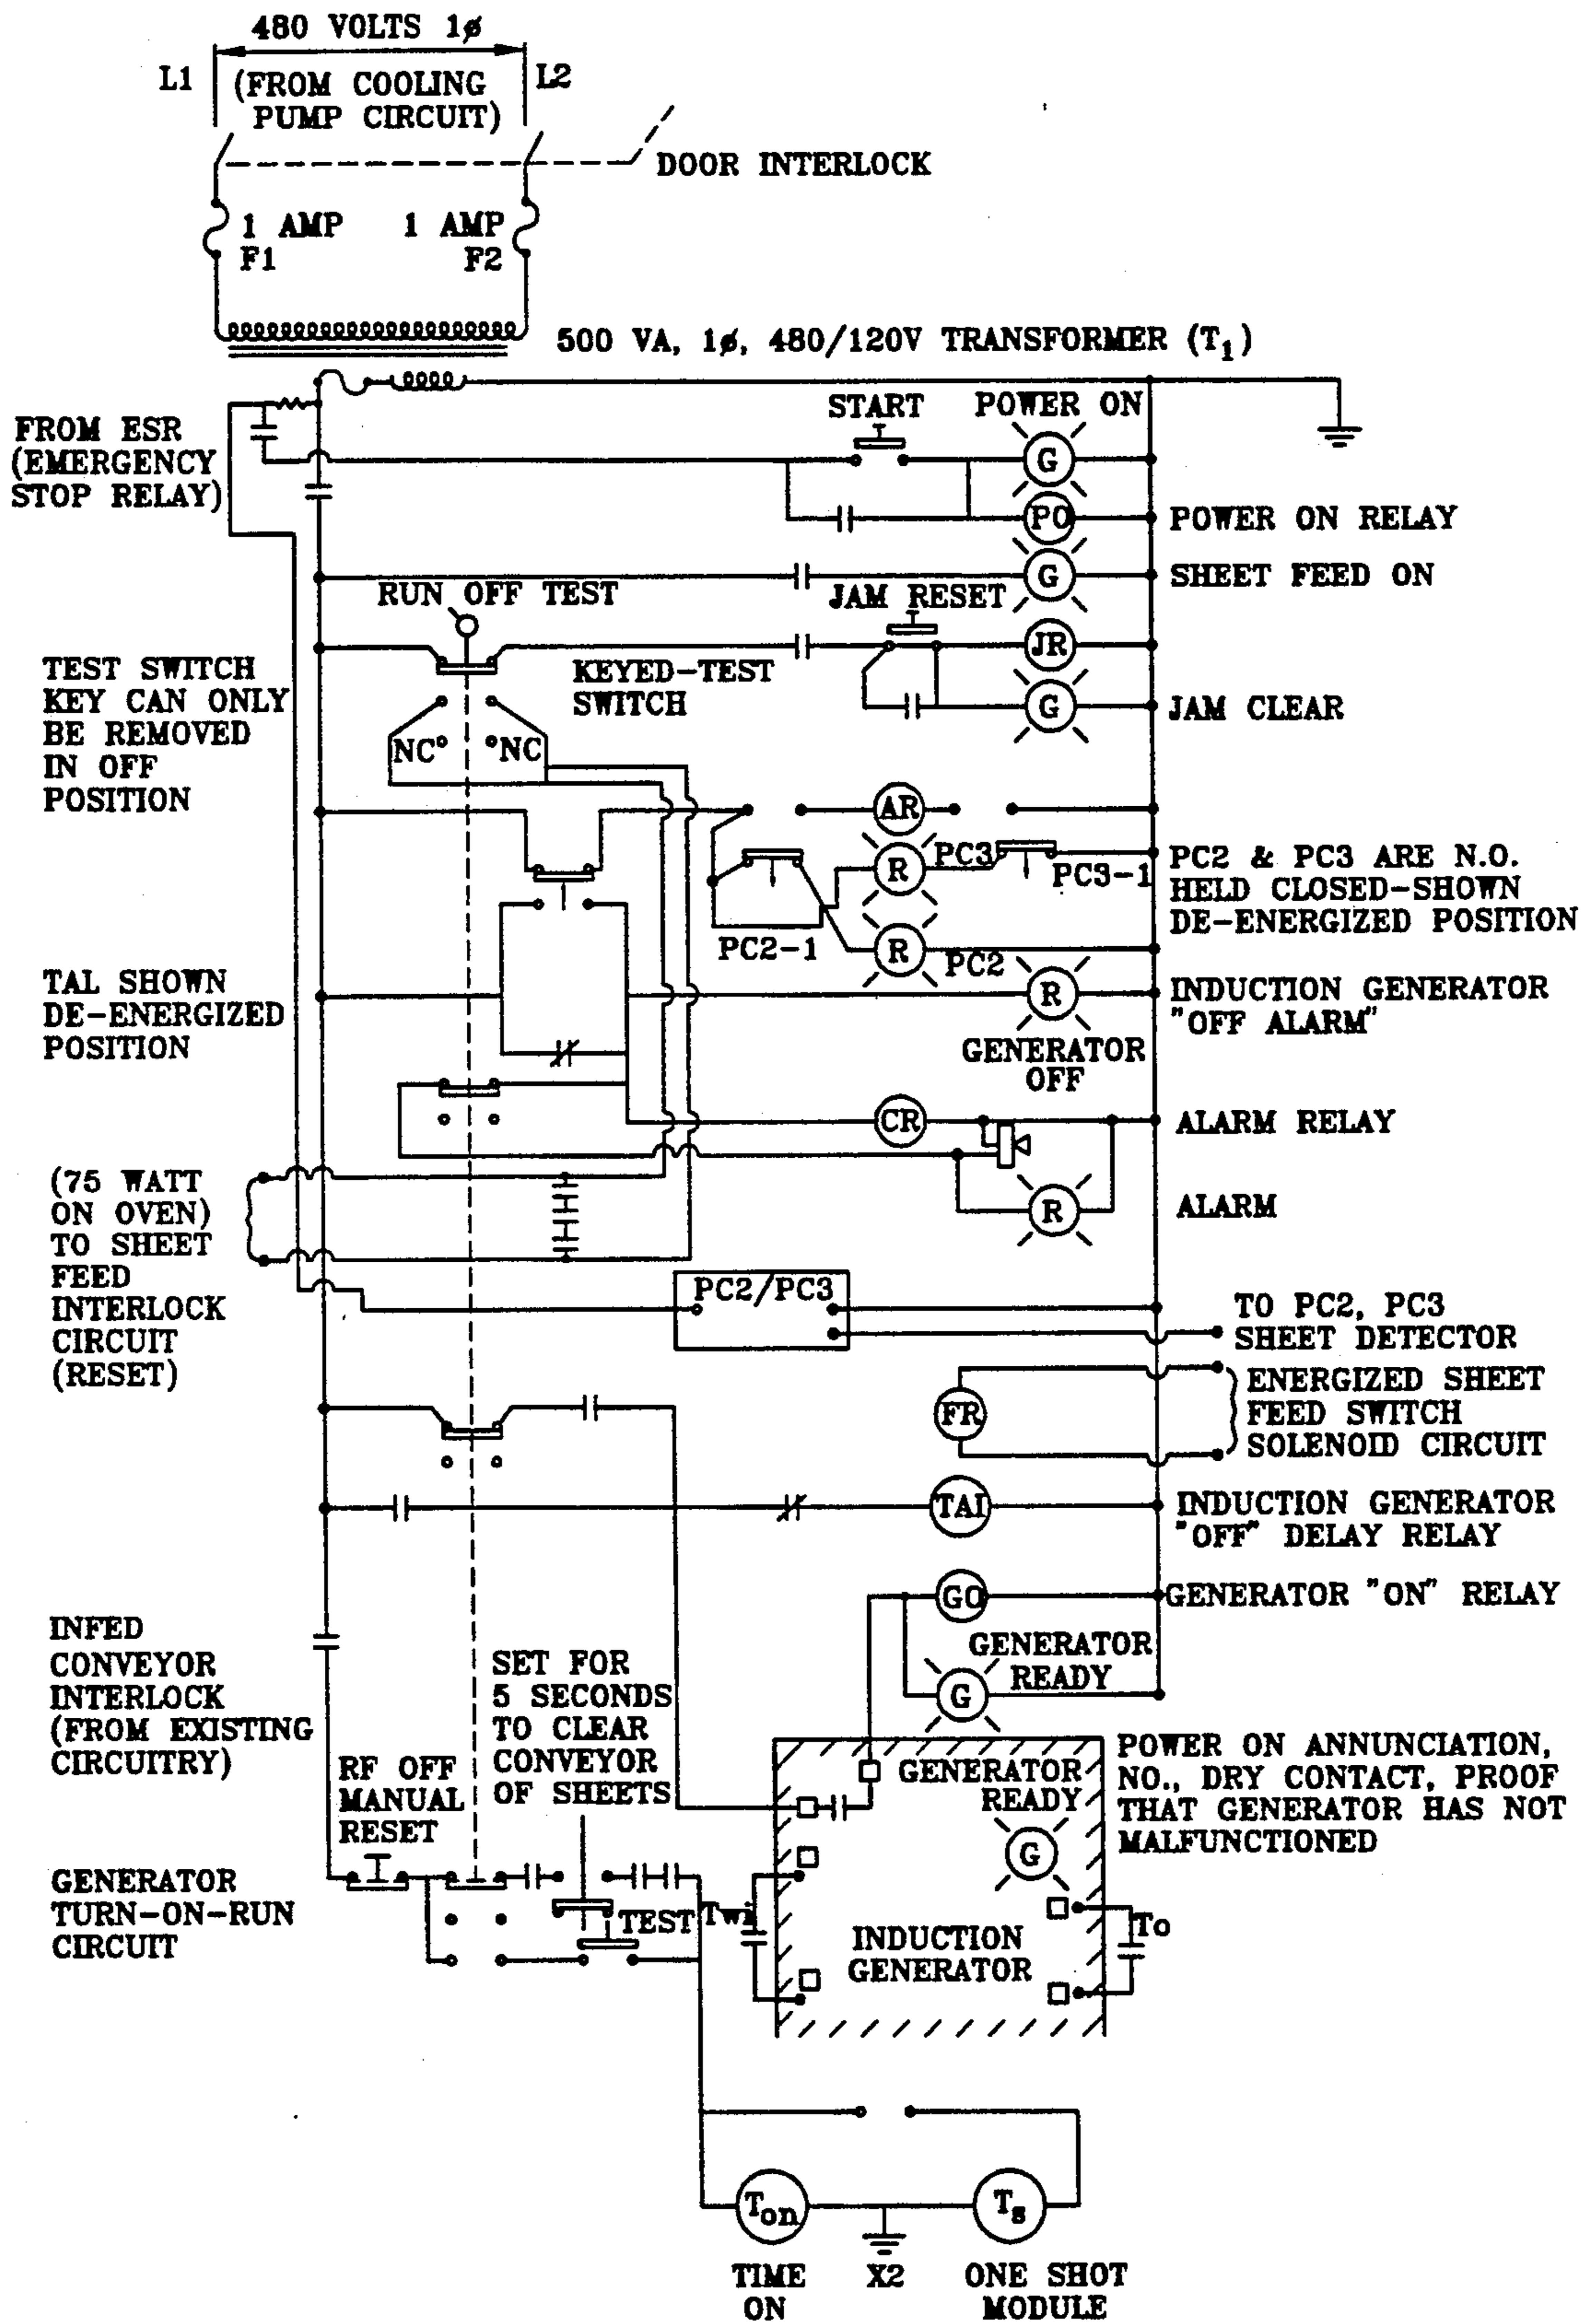 480 VOLTS 1ø
L1
(FROM COOLING
PUMP CIRCUIT)
L2
DOOR INTERLOCK
1 AMP
F1
1 AMP
F2
500 VA, 1ø, 480/120V TRANSFORMER (T1)
FROM ESR
(EMERGENCY
STOP RELAY)
START
POWER ON
G
PO
POWER ON RELAY
G
SHEET FEED ON
RUN OFF TEST
JAM RESET
JR
TEST SWITCH
KEY CAN ONLY
BE REMOVED
IN OFF
POSITION
KEYED-TEST
SWITCH
G
JAM CLEAR
NC
NC
AR
R
PC3
PC3-1
PC2 & PC3 ARE N.O.
HELD CLOSED-SHOWN
DE-ENERGIZED POSITION
PC2-1
R
PC2
TAL SHOWN
DE-ENERGIZED
POSITION
R
INDUCTION GENERATOR
"OFF ALARM"
GENERATOR
OFF
CR
ALARM RELAY
(75 WATT
ON OVEN)
TO SHEET
FEED
INTERLOCK
CIRCUIT
(RESET)
R
ALARM
PC2/PC3
TO PC2, PC3
SHEET DETECTOR
FR
ENERGIZED SHEET
FEED SWITCH
SOLENOID CIRCUIT
TAI
INDUCTION GENERATOR
"OFF" DELAY RELAY
GO
GENERATOR "ON" RELAY
INFED
CONVEYOR
INTERLOCK
(FROM EXISTING
CIRCUITRY)
SET FOR
5 SECONDS
TO CLEAR
CONVEYOR
OF SHEETS
GENERATOR
READY
G
RF OFF
MANUAL
RESET
GENERATOR
READY
G
POWER ON ANNUNCIATION,
NO., DRY CONTACT, PROOF
THAT GENERATOR HAS NOT
MALFUNCTIONED
GENERATOR
TURN-ON-RUN
CIRCUIT
TEST
INDUCTION
GENERATOR
To
Ton
Ts
TIME
ON
X2
ONE SHOT
MODULE